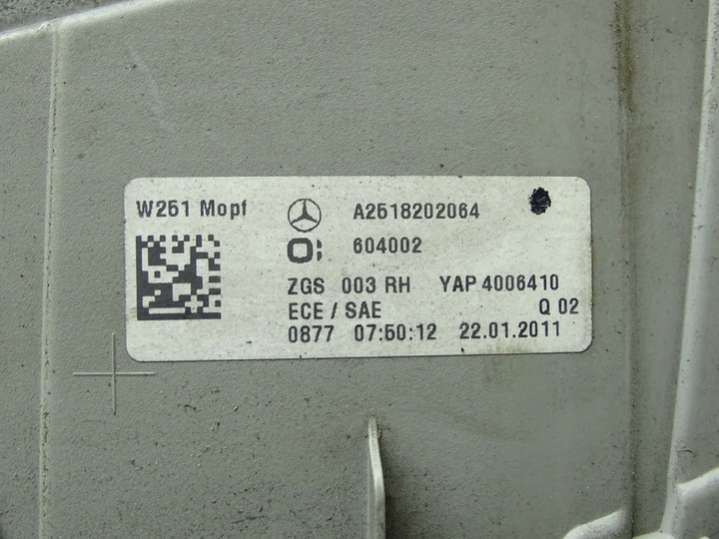 W251 Mopf A2518202064
604002
ZGS 003 RH YAP 4006410
ECE / SAE Q 02
0877 07:50:12 22.01.2011